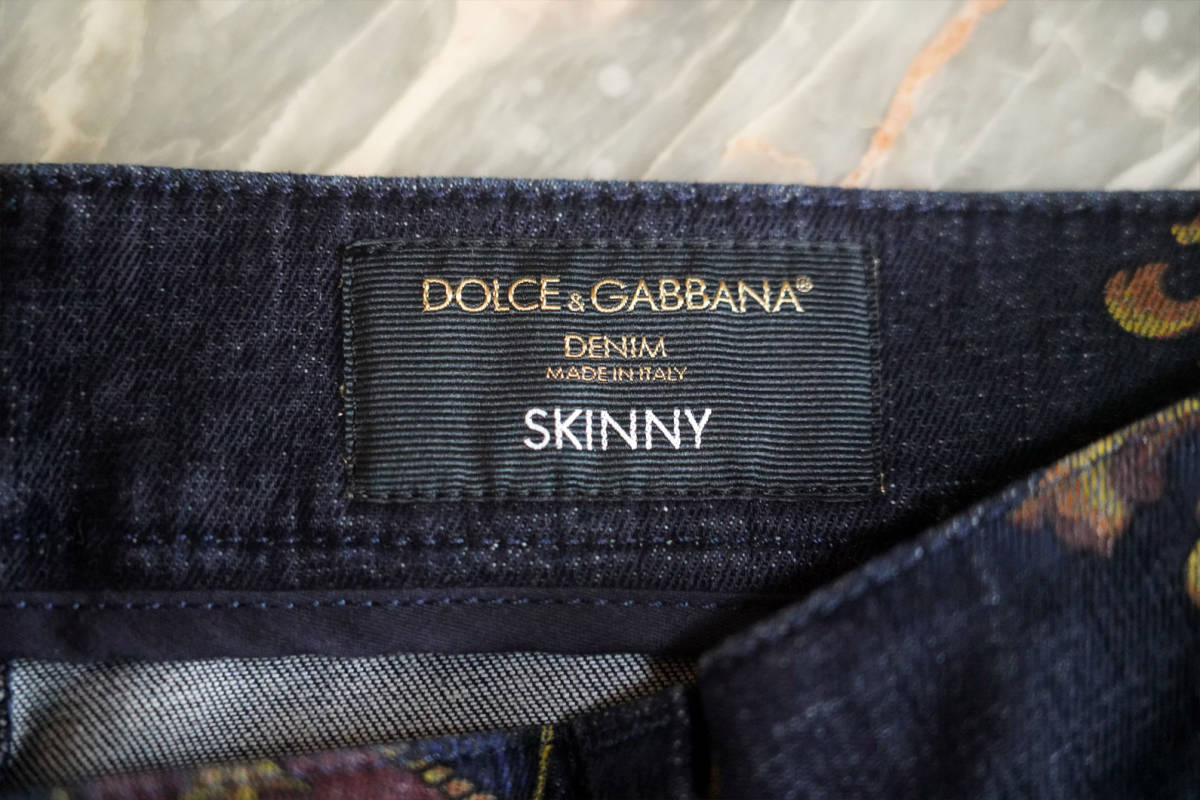 DOLCE & GABBANA®
DENIM
MADE IN ITALY
SKINNY